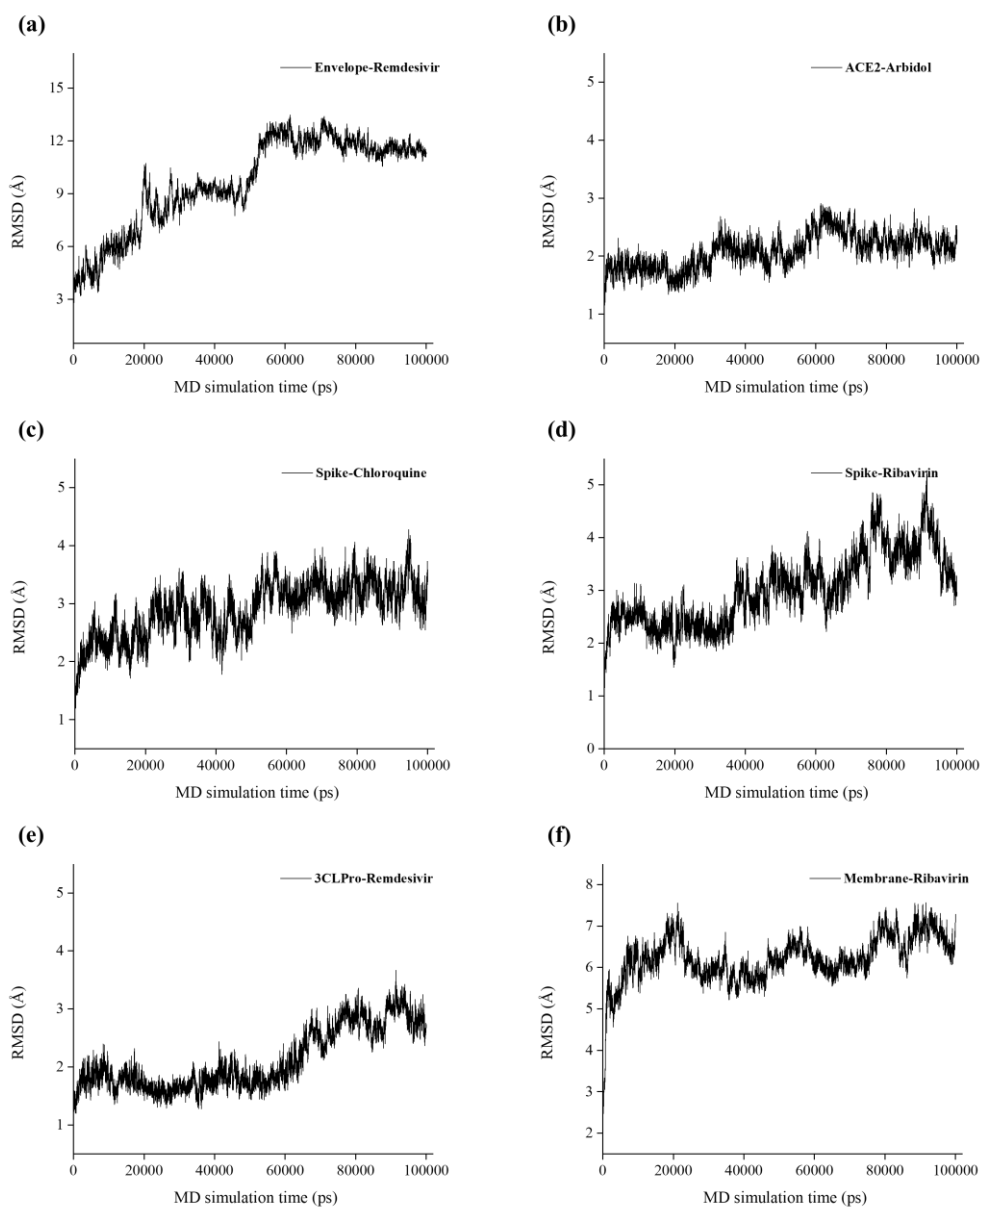 (a)
Envelope-Remdesivir
RMSD (Å)
15
12
9
6
3
0 20000 40000 60000 80000 100000
MD simulation time (ps)
(b)
ACE2-Arbidol
RMSD (Å)
5
4
3
2
1
0 20000 40000 60000 80000 100000
MD simulation time (ps)
(c)
Spike-Chloroquine
RMSD (Å)
5
4
3
2
1
0 20000 40000 60000 80000 100000
MD simulation time (ps)
(d)
Spike-Ribavirin
RMSD (Å)
5
4
3
2
1
0
0 20000 40000 60000 80000 100000
MD simulation time (ps)
(e)
3CLPro-Remdesivir
RMSD (Å)
5
4
3
2
1
0 20000 40000 60000 80000 100000
MD simulation time (ps)
(f)
Membrane-Ribavirin
RMSD (Å)
8
7
6
5
4
3
2
0 20000 40000 60000 80000 100000
MD simulation time (ps)